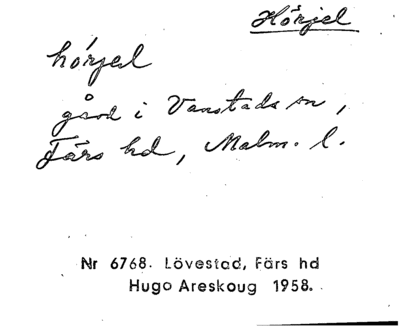 Hörjel
hörjel
gård i Vanstads sn,
Färs hd, Malm. l.
Nr 6768. Lövestad, Färs hd
Hugo Areskoug 1958.